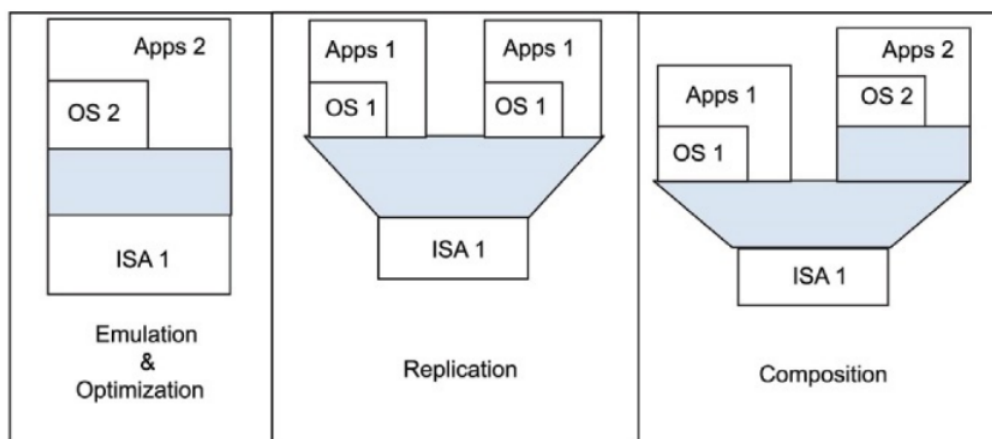 Apps 2
OS 2
ISA 1
Emulation
&
Optimization
Apps 1
OS 1
Apps 1
OS 1
ISA 1
Replication
Apps 1
OS 1
Apps 2
OS 2
ISA 1
Composition